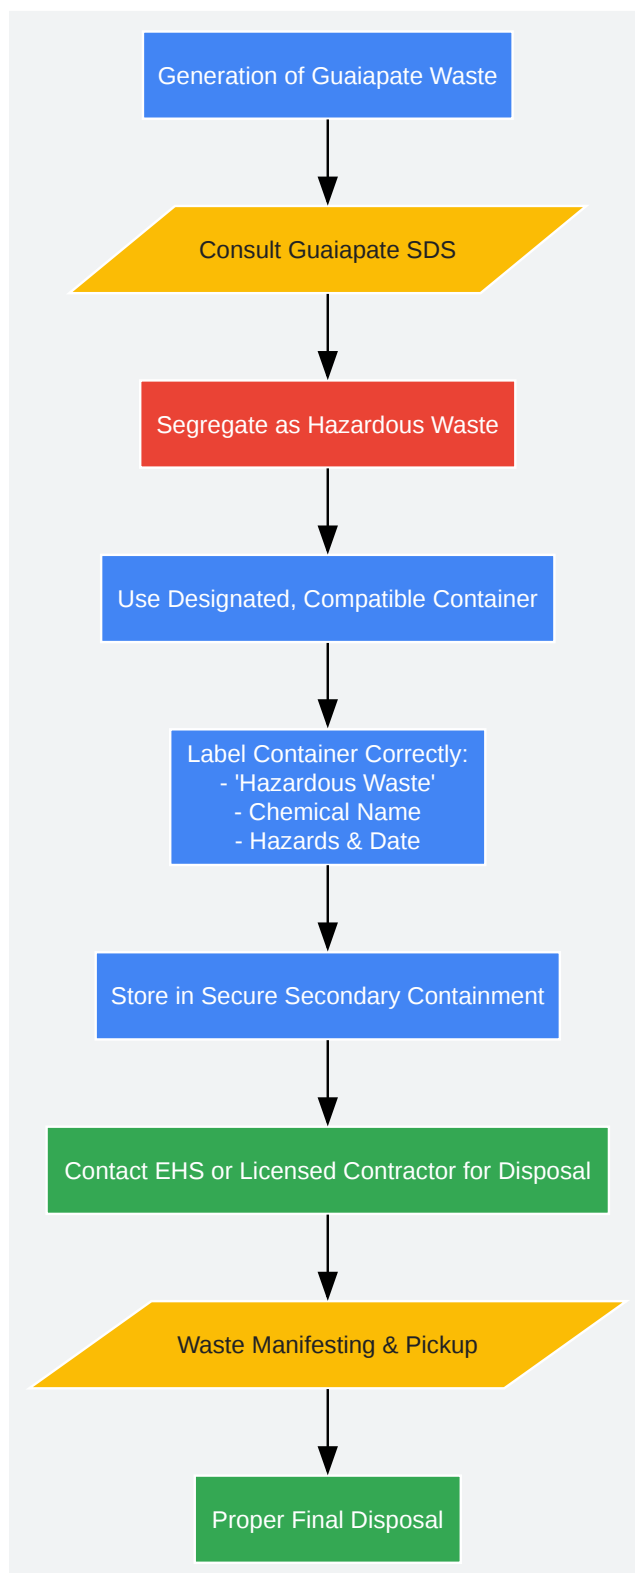 Generation of Guaiapate Waste
Consult Guaiapate SDS
Segregate as Hazardous Waste
Use Designated, Compatible Container
Label Container Correctly:
- 'Hazardous Waste'
- Chemical Name
- Hazards & Date
Store in Secure Secondary Containment
Contact EHS or Licensed Contractor for Disposal
Waste Manifesting & Pickup
Proper Final Disposal